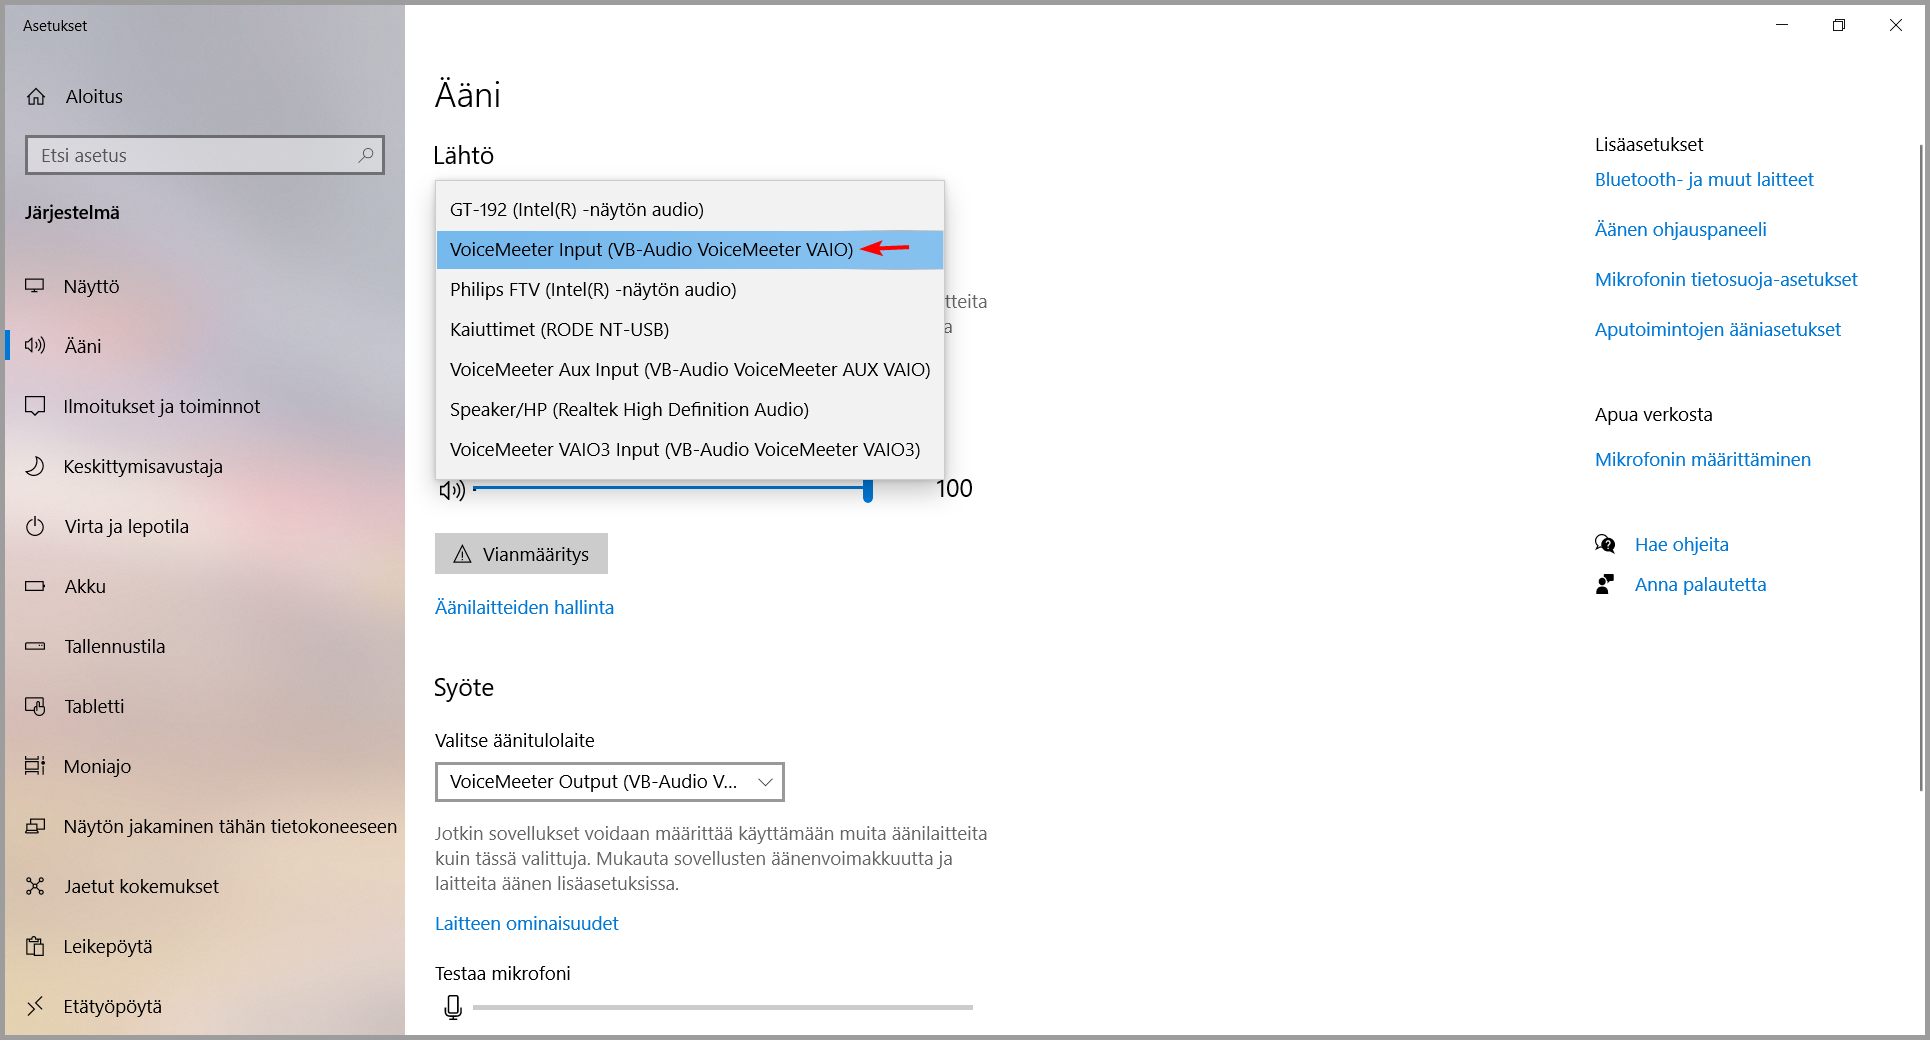 Asetukset
Aloitus
Etsi asetus
Järjestelmä
Näyttö
Ääni
Ilmoitukset ja toiminnot
Keskittymisavustaja
Virta ja lepotila
Akku
Tallennustila
Tabletti
Moniajo
Näytön jakaminen tähän tietokoneeseen
Jaetut kokemukset
Leikepöytä
Etätyöpöytä
Ääni
Lähtö
GT-192 (Intel(R) -näytön audio)
VoiceMeeter Input (VB-Audio VoiceMeeter VAIO)
Philips FTV (Intel(R) -näytön audio)
Kaiuttimet (RODE NT-USB)
VoiceMeeter Aux Input (VB-Audio VoiceMeeter AUX VAIO)
Speaker/HP (Realtek High Definition Audio)
VoiceMeeter VAIO3 Input (VB-Audio VoiceMeeter VAIO3)
tteita
a
100
Vianmääritys
Äänilaitteiden hallinta
Syöte
Valitse äänitulolaite
VoiceMeeter Output (VB-Audio V...
Jotkin sovellukset voidaan määrittää käyttämään muita äänilaitteita
kuin tässä valittuja. Mukauta sovellusten äänenvoimakkuutta ja
laitteita äänen lisäasetuksissa.
Laitteen ominaisuudet
Testaa mikrofoni
Lisäasetukset
Bluetooth- ja muut laitteet
Äänen ohjauspaneeli
Mikrofonin tietosuoja-asetukset
Aputoimintojen ääniasetukset
Apua verkosta
Mikrofonin määrittäminen
Hae ohjeita
Anna palautetta